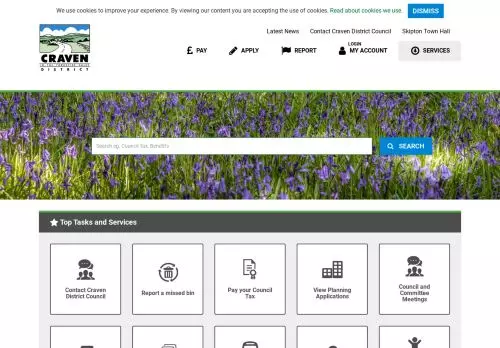 We use cookies to improve your experience. By viewing our content you are accepting the use of cookies. Read about cookies we use. DISMISS
Latest News Contact Craven District Council Skipton Town Hall
CRAVEN
DISTRICT
PAY APPLY REPORT LOGIN MY ACCOUNT SERVICES
Search eg. Council Tax, Benefits SEARCH
Top Tasks and Services
Contact Craven District Council
Report a missed bin
Pay your Council Tax
View Planning Applications
Council and Committee Meetings